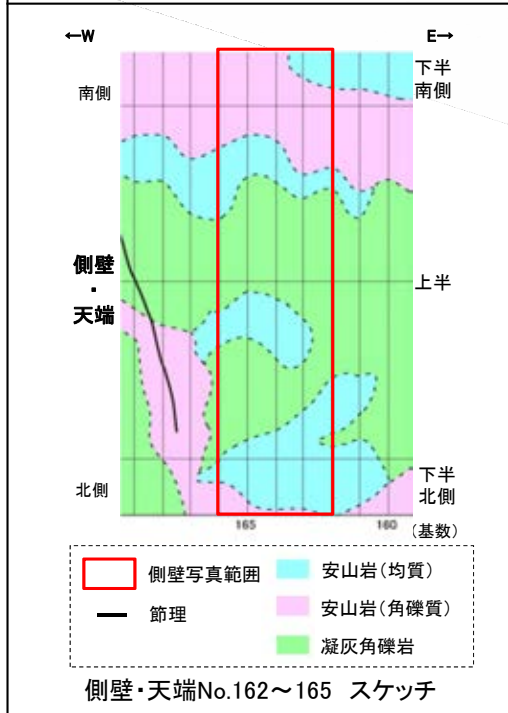 ←W E→
下半
南側
南側
側壁
・
天端
上半
下半
北側
北側
165 160
(基数)
側壁写真範囲
安山岩(均質)
節理
安山岩(角礫質)
凝灰角礫岩
側壁・天端No.162～165 スケッチ